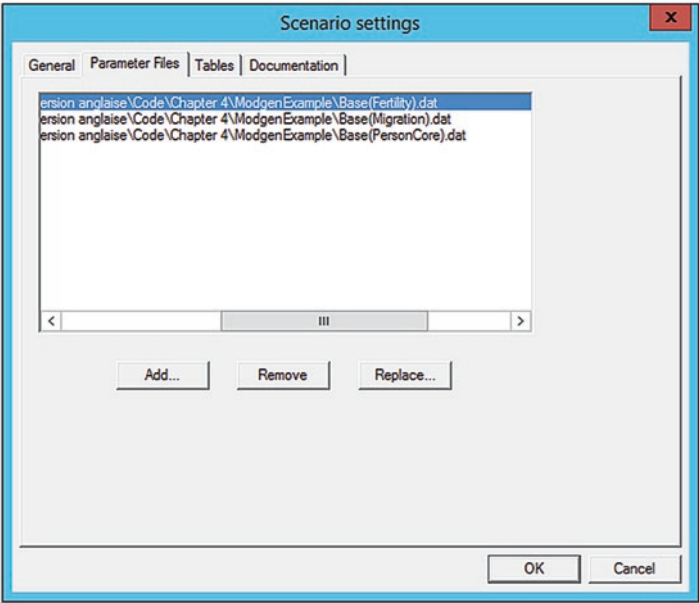 Scenario settings
x
General Parameter Files Tables Documentation
ersion anglaise\Code\Chapter 4\ModgenExample\Base(Fertility).dat
ersion anglaise\Code\Chapter 4\ModgenExample\Base(Migration).dat
ersion anglaise\Code\Chapter 4\ModgenExample\Base(PersonCore).dat
Add... Remove Replace...
OK Cancel